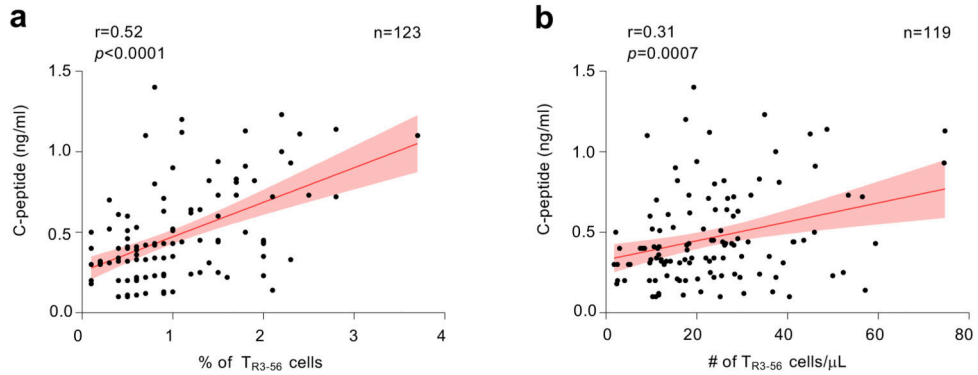 a
r=0.52
n=123
p<0.0001
1.5
1.0
0.5
0.0
C-peptide (ng/ml)
0
1
2
3
4
% of TR3-56 cells
b
r=0.31
n=119
p=0.0007
1.5
1.0
0.5
0.0
C-peptide (ng/ml)
0
20
40
60
80
# of TR3-56 cells/μL